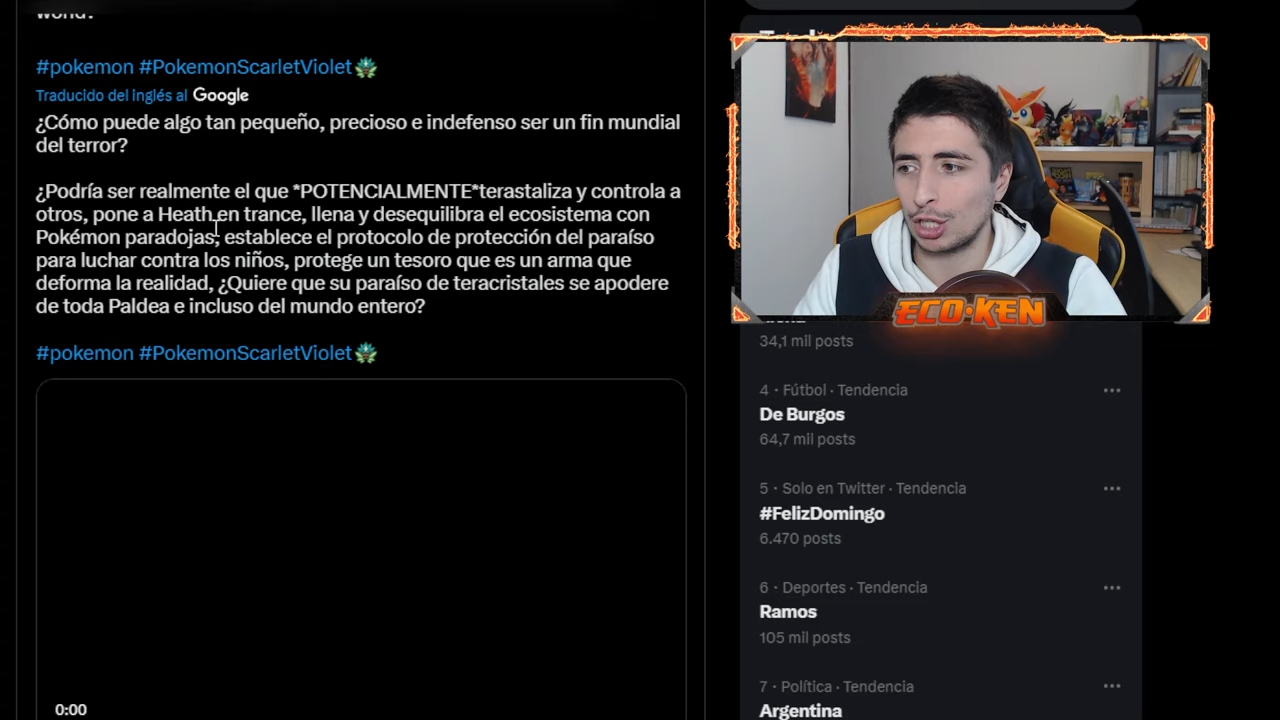 #pokemon #PokemonScarletViolet
Traducido del inglés al Google
¿Cómo puede algo tan pequeño, precioso e indefenso ser un fin mundial
del terror?
¿Podría ser realmente el que *POTENCIALMENTE*terastaliza y controla a
otros, pone a Heath en trance, llena y desequilibra el ecosistema con
Pokémon paradojas, establece el protocolo de protección del paraíso
para luchar contra los niños, protege un tesoro que es un arma que
deforma la realidad, ¿Quiere que su paraíso de teracristales se apodere
de toda Paldea e incluso del mundo entero?
#pokemon #PokemonScarletViolet
0:00
ECO·KEN
34,1 mil posts
4 · Fútbol · Tendencia
De Burgos
64,7 mil posts
5 · Solo en Twitter · Tendencia
#FelizDomingo
6.470 posts
6 · Deportes · Tendencia
Ramos
105 mil posts
7 · Política · Tendencia
Argentina